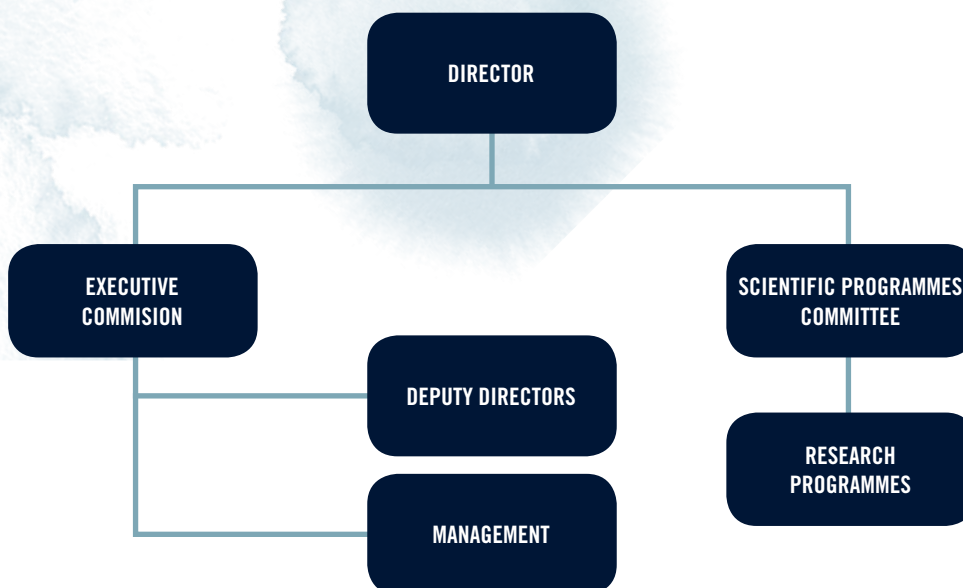 DIRECTOR
EXECUTIVE
COMMISION
SCIENTIFIC PROGRAMMES
COMMITTEE
DEPUTY DIRECTORS
RESEARCH
PROGRAMMES
MANAGEMENT